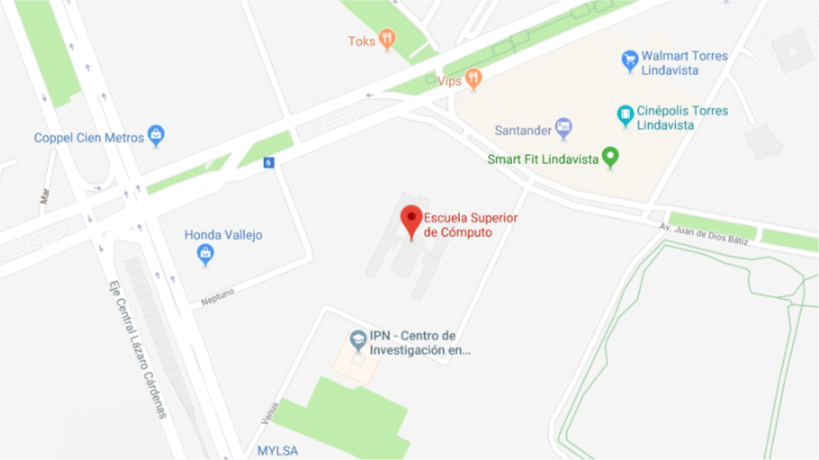 Toks
Walmart Torres
Lindavista
Vips
Cinépolis Torres
Lindavista
Santander
Coppel Cien Metros
Smart Fit Lindavista
6
Mar
Escuela Superior
de Cómputo
Honda Vallejo
Av. Juan de Dios Bátiz
Neptuno
Eje Central Lázaro Cárdenas
IPN - Centro de
Investigación en...
Venus
MYLSA